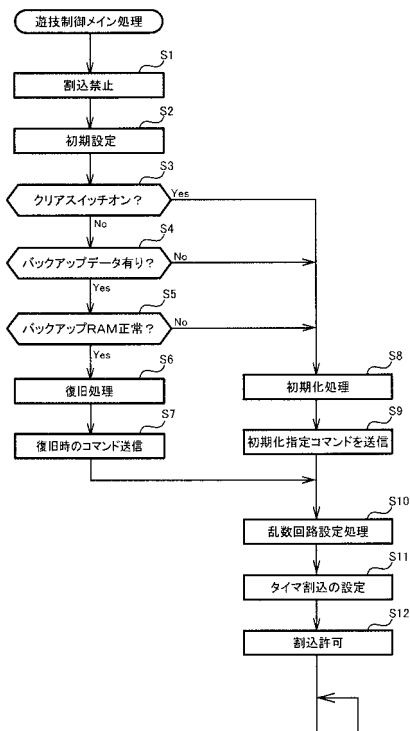 遊技制御メイン処理
S1
割込禁止
S2
初期設定
S3
クリアスイッチオン？
Yes
No
S4
バックアップデータ有り？
No
Yes
S5
バックアップRAM正常？
No
Yes
S6
復旧処理
S7
復旧時のコマンド送信
S8
初期化処理
S9
初期化指定コマンドを送信
S10
乱数回路設定処理
S11
タイマ割込の設定
S12
割込許可